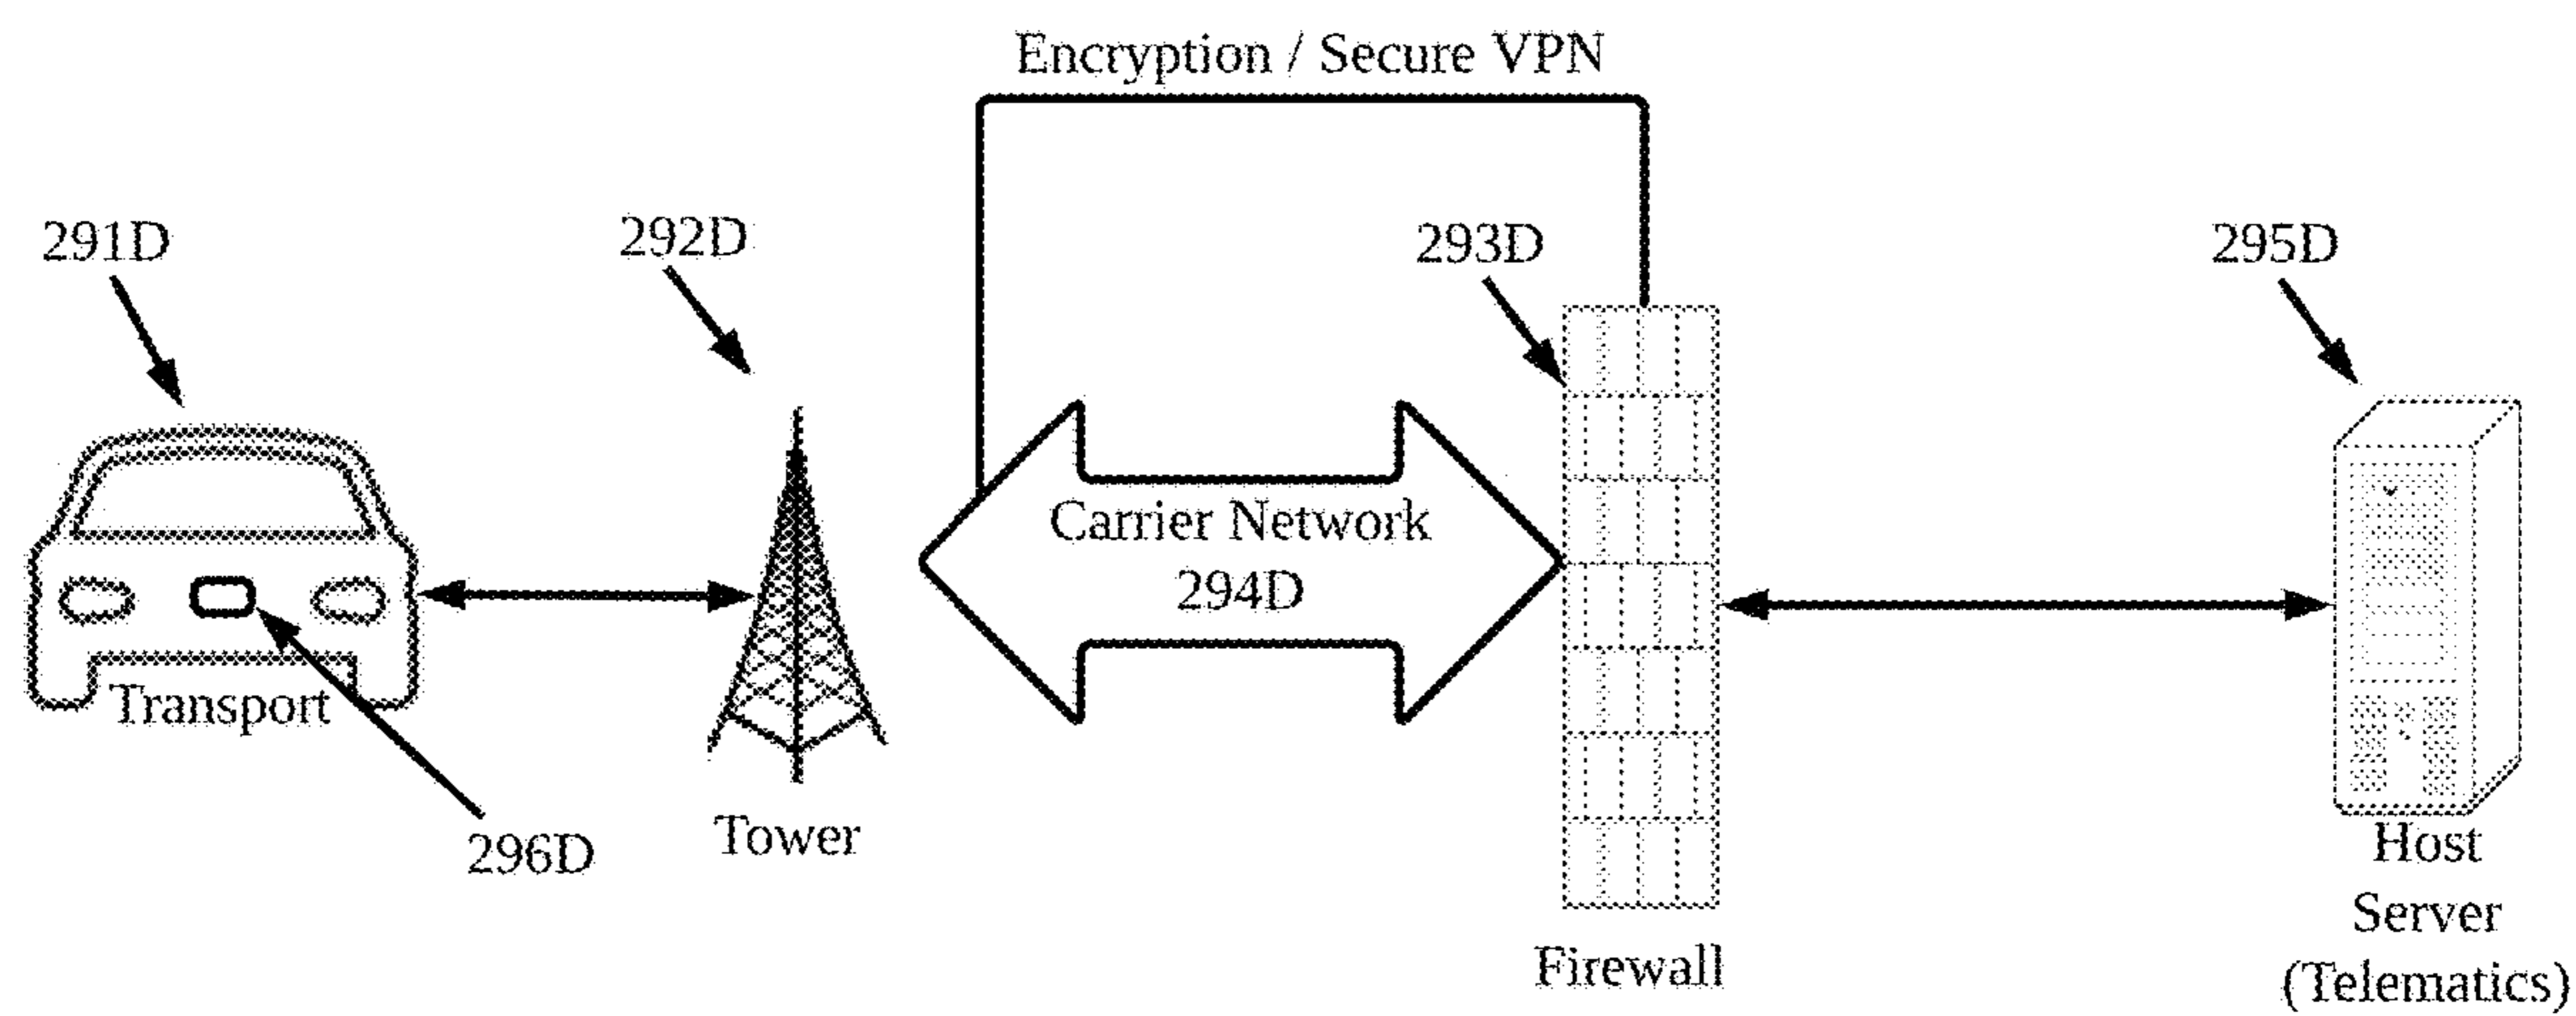 Encryption / Secure VPN
291D
292D
293D
295D
Carrier Network
294D
Transport
296D
Tower
Firewall
Host
Server
(Telematics)